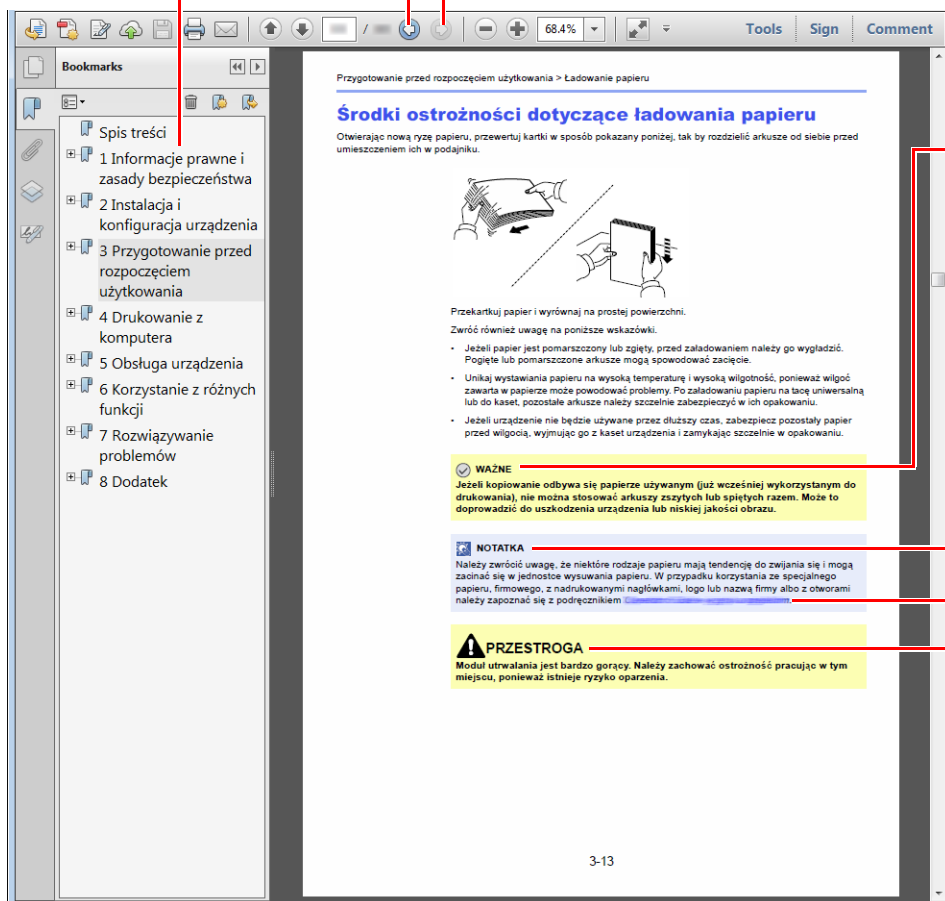 /
68.4%
Tools
Sign
Comment
Bookmarks
Spis treści
1 Informacje prawne i
zasady bezpieczeństwa
2 Instalacja i
konfiguracja urządzenia
3 Przygotowanie przed
rozpoczęciem
użytkowania
4 Drukowanie z
komputera
5 Obsługa urządzenia
6 Korzystanie z różnych
funkcji
7 Rozwiązywanie
problemów
8 Dodatek
Przygotowanie przed rozpoczęciem użytkowania > Ładowanie papieru
Środki ostrożności dotyczące ładowania papieru
Otwierając nową ryzę papieru, przewertuj kartki w sposób pokazany poniżej, tak by rozdzielić arkusze od siebie przed
umieszczeniem ich w podajniku.
Przekartkuj papier i wyrównaj na prostej powierzchni.
Zwróć również uwagę na poniższe wskazówki.
• Jeżeli papier jest pomarszczony lub zgięty, przed załadowaniem należy go wygładzić.
Pogięte lub pomarszczone arkusze mogą spowodować zacięcie.
• Unikaj wystawiania papieru na wysoką temperaturę i wysoką wilgotność, ponieważ wilgoć
zawarta w papierze może powodować problemy. Po załadowaniu papieru na tacę uniwersalną
lub do kaset, pozostałe arkusze należy szczelnie zabezpieczyć w ich opakowaniu.
• Jeżeli urządzenie nie będzie używane przez dłuższy czas, zabezpiecz pozostały papier
przed wilgocią, wyjmując go z kaset urządzenia i zamykając szczelnie w opakowaniu.
WAŻNE
Jeżeli kopiowanie odbywa się papierze używanym (już wcześniej wykorzystanym do
drukowania), nie można stosować arkuszy zszytych lub spiętych razem. Może to
doprowadzić do uszkodzenia urządzenia lub niskiej jakości obrazu.
NOTATKA
Należy zwrócić uwagę, że niektóre rodzaje papieru mają tendencję do zwijania się i mogą
zacinać się w jednostce wysuwania papieru. W przypadku korzystania ze specjalnego
papieru, firmowego, z nadrukowanymi nagłówkami, logo lub nazwą firmy albo z otworami
należy zapoznać się z podręcznikiem
PRZESTROGA
Moduł utrwalania jest bardzo gorący. Należy zachować ostrożność pracując w tym
miejscu, ponieważ istnieje ryzyko oparzenia.
3-13